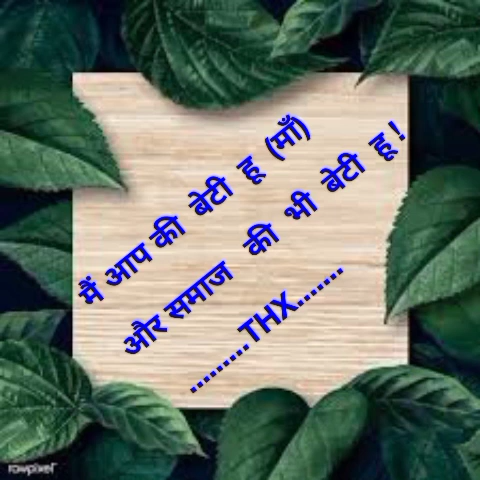 मैं आप की बेटी हू (माँ)
और समाज की भी बेटी हू !
.........THX.......
rawpixel